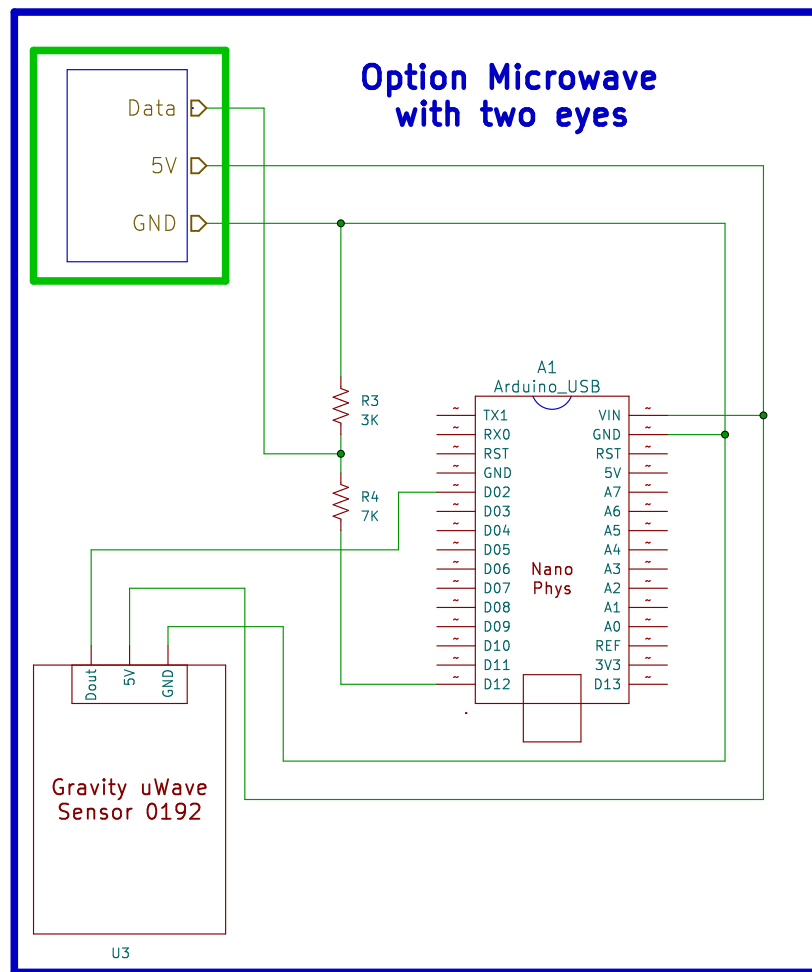 Option Microwave
with two eyes
Data
5V
GND
R3
3K
R4
7K
A1
Arduino_USB
~ TX1
~ RX0
~ RST
~ GND
~ D02
~ D03
~ D04
~ D05
~ D06
~ D07
~ D08
~ D09
~ D10
~ D11
~ D12
VIN ~
GND ~
RST ~
5V ~
A7 ~
A6 ~
A5 ~
A4 ~
A3 ~
A2 ~
A1 ~
A0 ~
REF ~
3V3 ~
D13 ~
Nano
Phys
Dout
5V
GND
Gravity uWave
Sensor 0192
U3